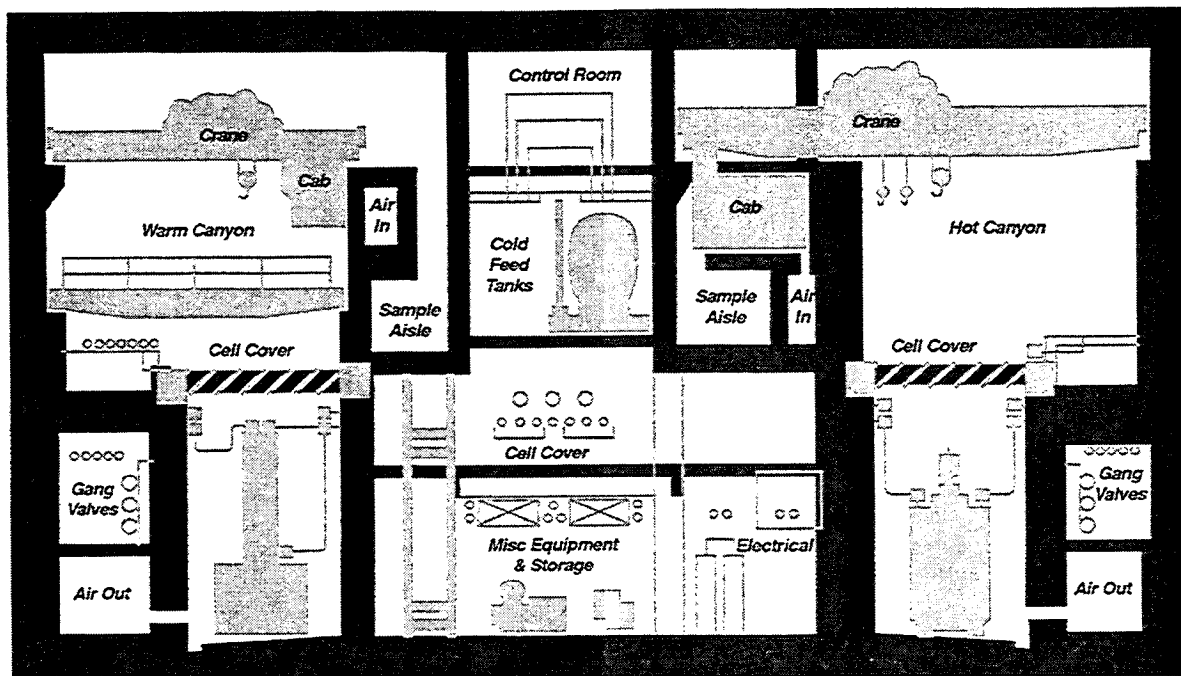 Control Room
Crane
Crane
Cab
Air
In
Cab
Warm Canyon
Hot Canyon
Cold
Feed
Tanks
Sample
Aisle
Sample
Aisle
Air
In
Cell Cover
Cell Cover
Cell Cover
Gang
Valves
Gang
Valves
Misc Equipment
& Storage
Electrical
Air Out
Air Out